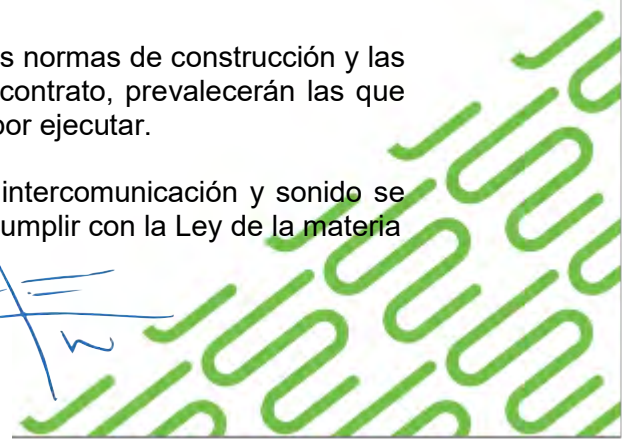 s normas de construcción y las
contrato, prevalecerán las que
por ejecutar.
intercomunicación y sonido se
umplir con la Ley de la materia